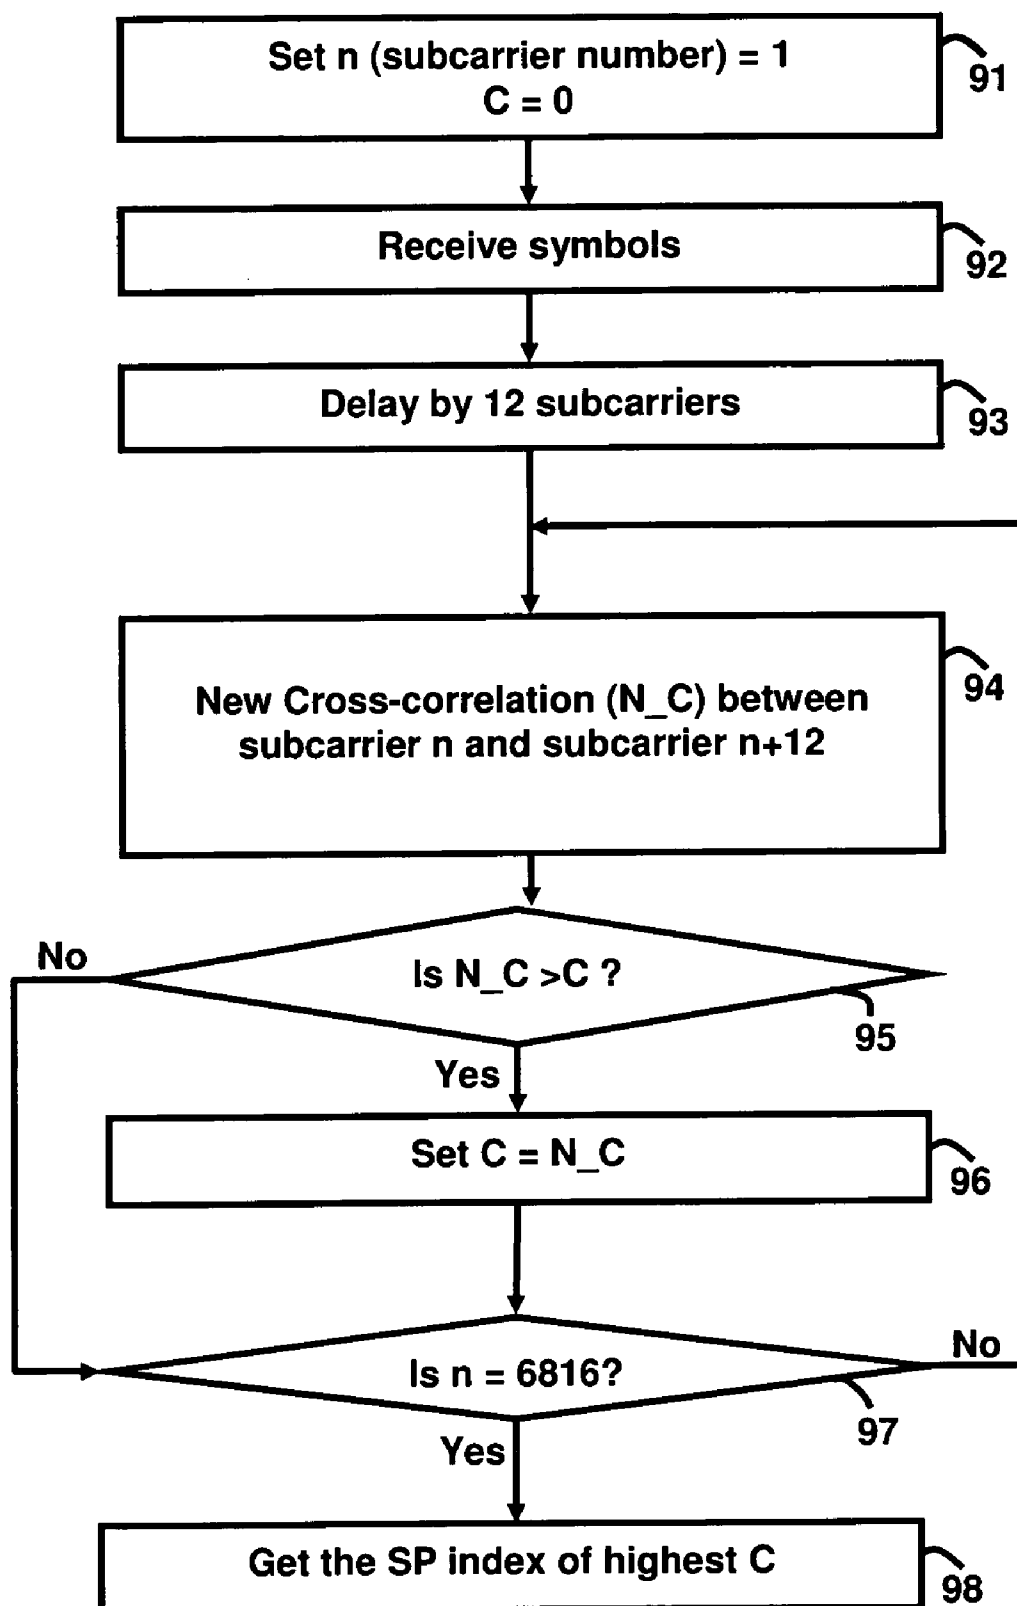 Set n (subcarrier number) = 1
C = 0
91
Receive symbols
92
Delay by 12 subcarriers
93
New Cross-correlation (N_C) between
subcarrier n and subcarrier n+12
94
No
Is N_C >C ?
95
Yes
Set C = N_C
96
Is n = 6816?
No
97
Yes
Get the SP index of highest C
98